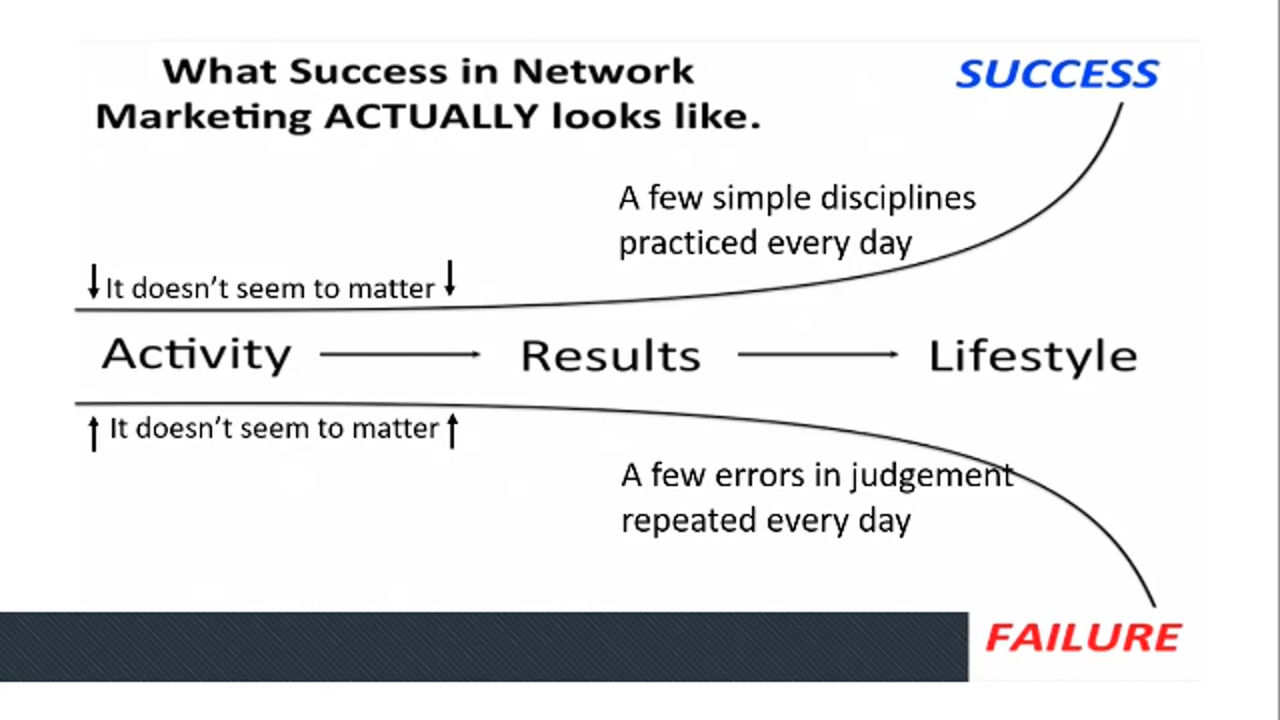 What Success in Network
Marketing ACTUALLY looks like.
SUCCESS
A few simple disciplines
practiced every day
It doesn’t seem to matter
Activity
Results
Lifestyle
It doesn’t seem to matter
A few errors in judgement
repeated every day
FAILURE